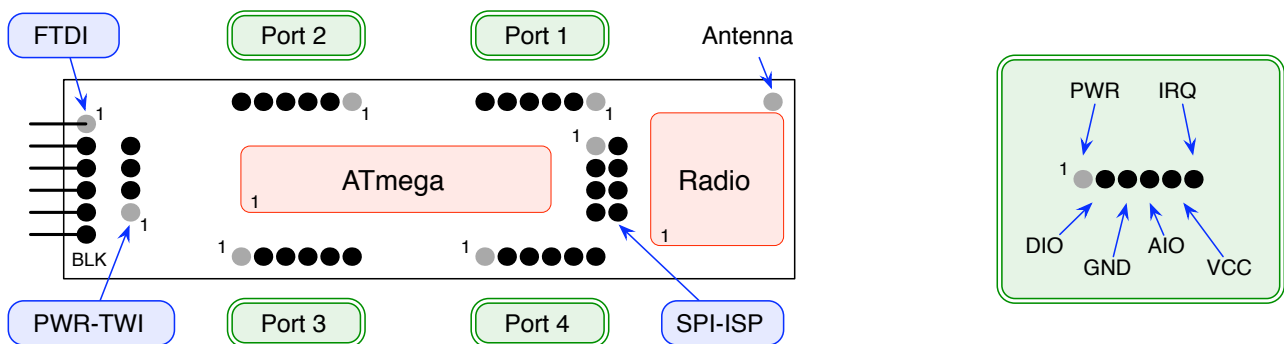 FTDI
Port 2
Port 1
Antenna
1
1
1
1
ATmega
1
Radio
1
1
1
1
BLK
PWR-TWI
Port 3
Port 4
SPI-ISP
PWR
IRQ
1
DIO
GND
AIO
VCC